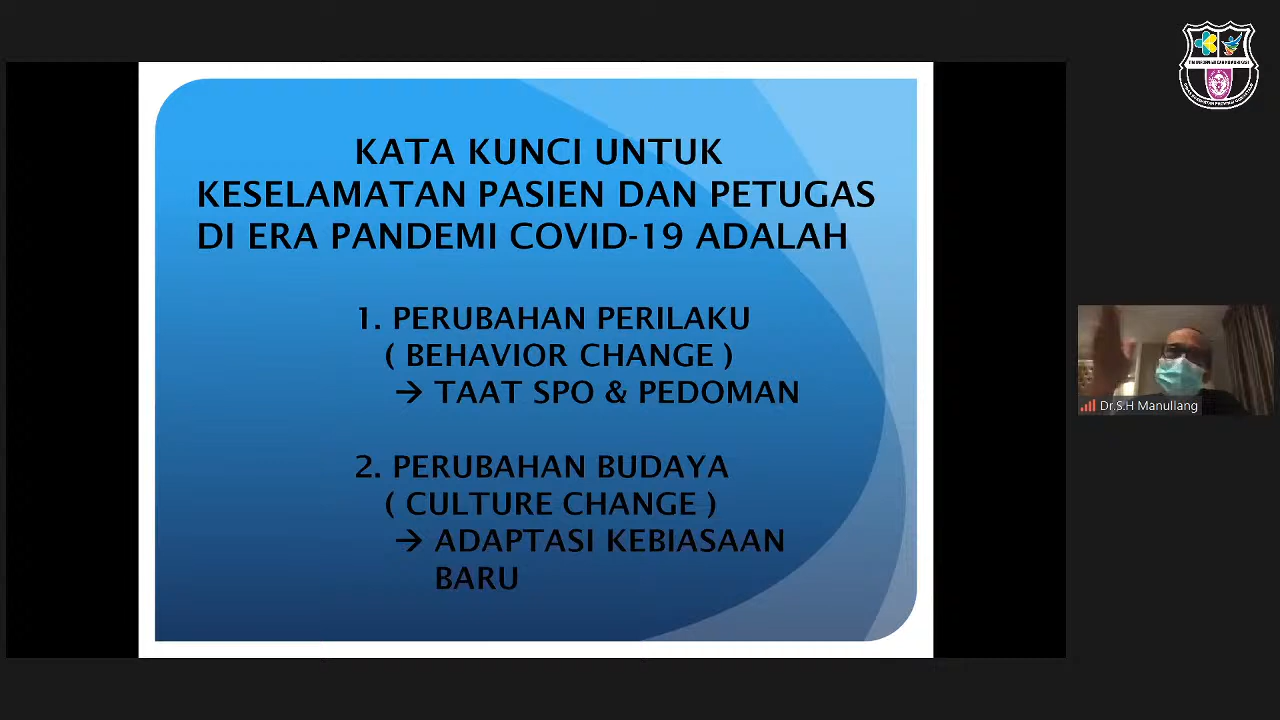 KATA KUNCI UNTUK
KESELAMATAN PASIEN DAN PETUGAS
DI ERA PANDEMI COVID-19 ADALAH
1. PERUBAHAN PERILAKU
( BEHAVIOR CHANGE )
→ TAAT SPO & PEDOMAN
2. PERUBAHAN BUDAYA
( CULTURE CHANGE )
→ ADAPTASI KEBIASAAN
BARU
Dr.S.H Manullang